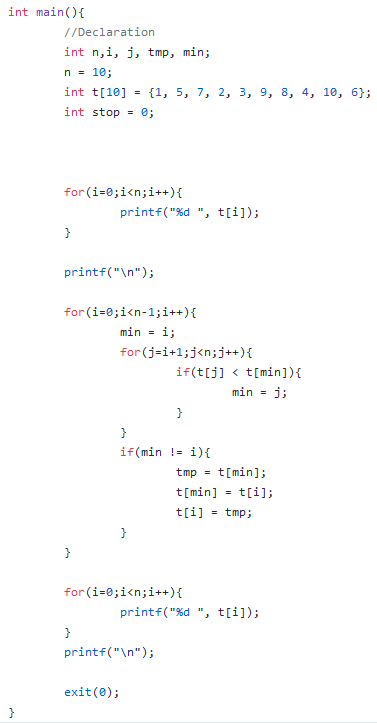 int main(){
//Declaration
int n,i, j, tmp, min;
n = 10;
int t[10] = {1, 5, 7, 2, 3, 9, 8, 4, 10, 6};
int stop = 0;
for(i=0;i<n;i++){
printf("%d ", t[i]);
}
printf("\n");
for(i=0;i<n-1;i++){
min = i;
for(j=i+1;j<n;j++){
if(t[j] < t[min]){
min = j;
}
}
if(min != i){
tmp = t[min];
t[min] = t[i];
t[i] = tmp;
}
}
for(i=0;i<n;i++){
printf("%d ", t[i]);
}
printf("\n");
exit(0);
}